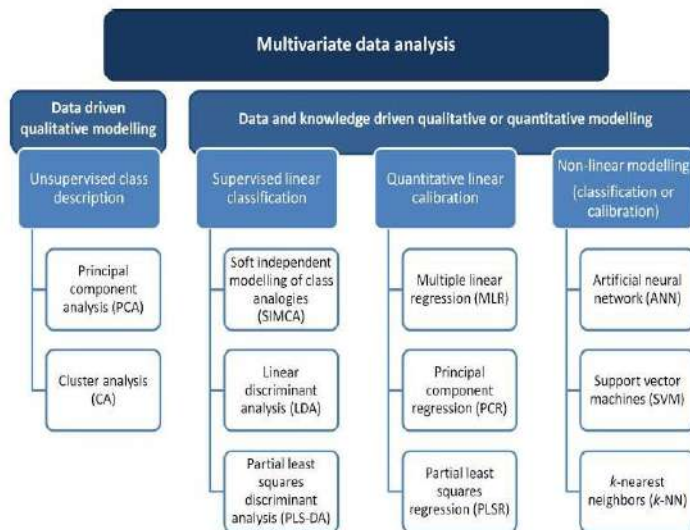 Multivariate data analysis
Data driven
qualitative modelling
Data and knowledge driven qualitative or quantitative modelling
Unsupervised class
description
Supervised linear
classification
Quantitative linear
calibration
Non-linear modelling
(classification or
calibration)
Principal
component
analysis (PCA)
Cluster analysis
(CA)
Soft independent
modelling of class
analogies
(SIMCA)
Linear
discriminant
analysis (LDA)
Partial least
squares
discriminant
analysis (PLS-DA)
Multiple linear
regression (MLR)
Principal
component
regression (PCR)
Partial least
squares
regression (PLSR)
Artificial neural
network (ANN)
Support vector
machines (SVM)
k-nearest
neighbors (k-NN)